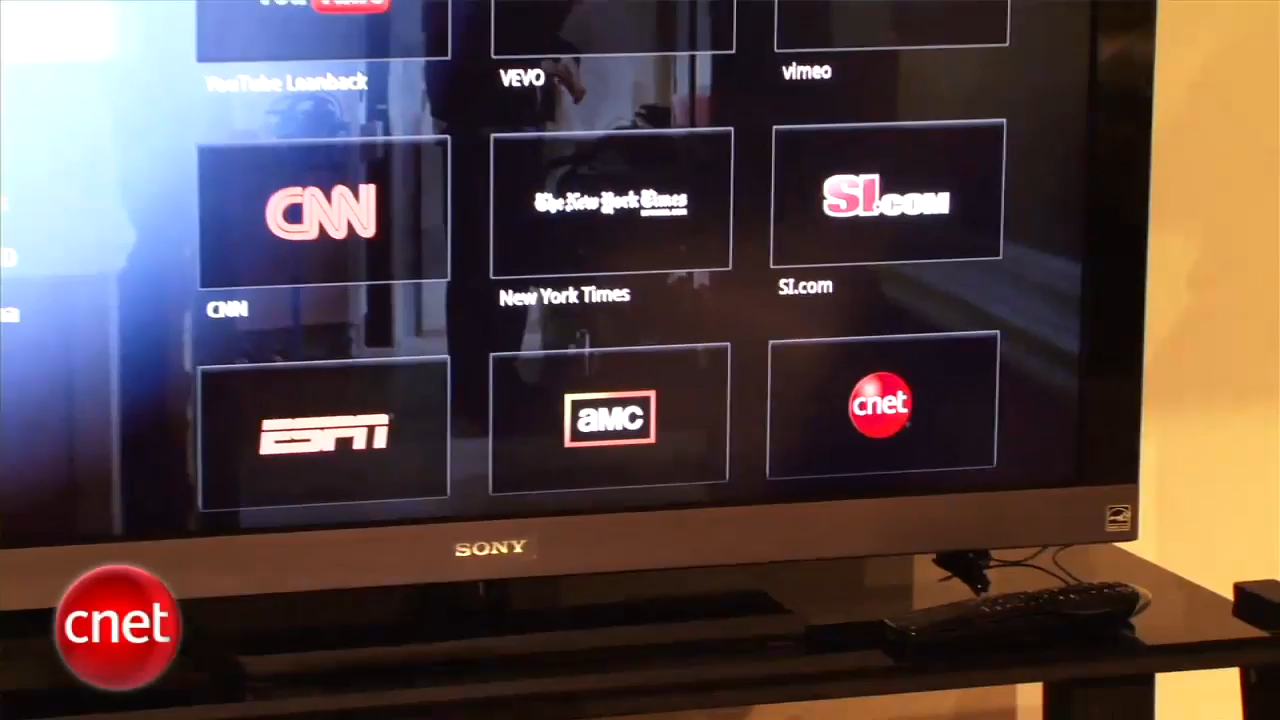 YouTube Leanback
VEVO
vimeo
CNN
The New York Times
SI.COM
CNN
New York Times
SI.com
ESPN
aMC
cnet
SONY
cnet